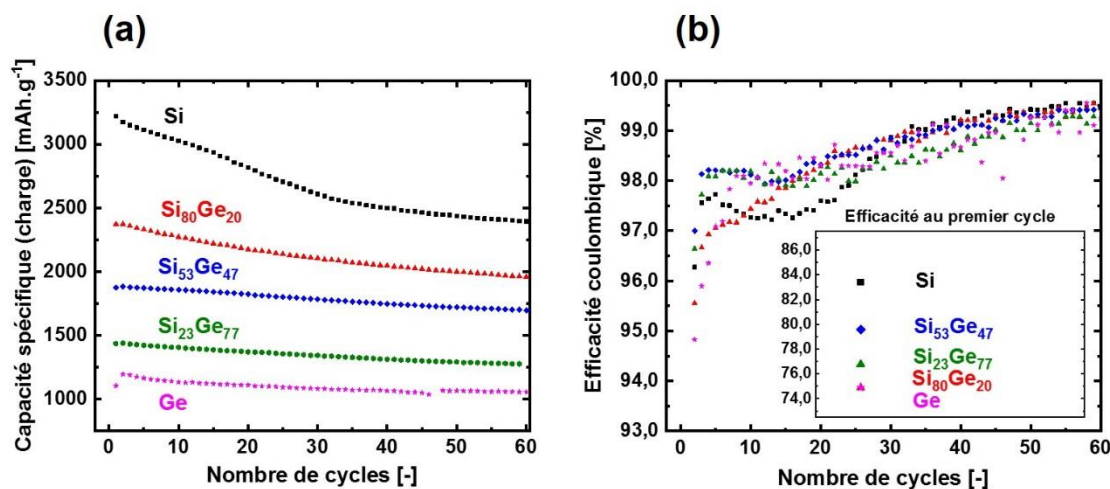 (a)
Capacité spécifique (charge) [mAh.g⁻¹]
3500
3000
2500
2000
1500
1000
Si
Si₈₀Ge₂₀
Si₅₃Ge₄₇
Si₂₃Ge₇₇
Ge
0 10 20 30 40 50 60
Nombre de cycles [-]
(b)
Efficacité coulombique [%]
100,0
99,0
98,0
97,0
96,0
95,0
94,0
93,0
Efficacité au premier cycle
86,0
84,0
82,0
80,0
78,0
76,0
74,0
Si
Si₅₃Ge₄₇
Si₂₃Ge₇₇
Si₈₀Ge₂₀
Ge
0 10 20 30 40 50 60
Nombre de cycles [-]